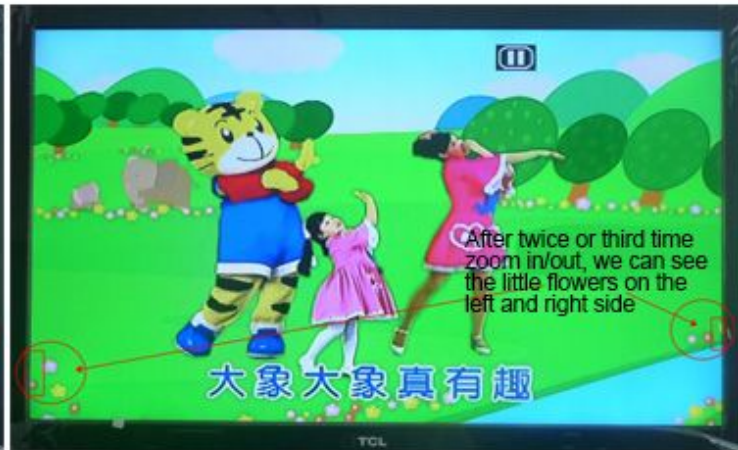 After twice or third time
zoom in/out, we can see
the little flowers on the
left and right side
大象大象真有趣
TCL